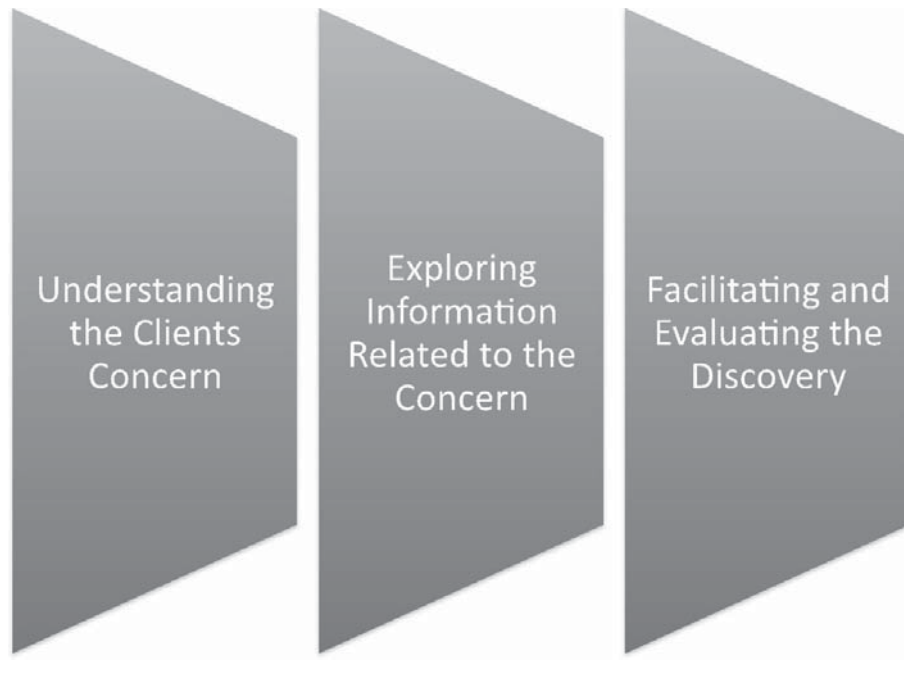 Understanding
the Clients
Concern
Exploring
Information
Related to the
Concern
Facilitating and
Evaluating the
Discovery